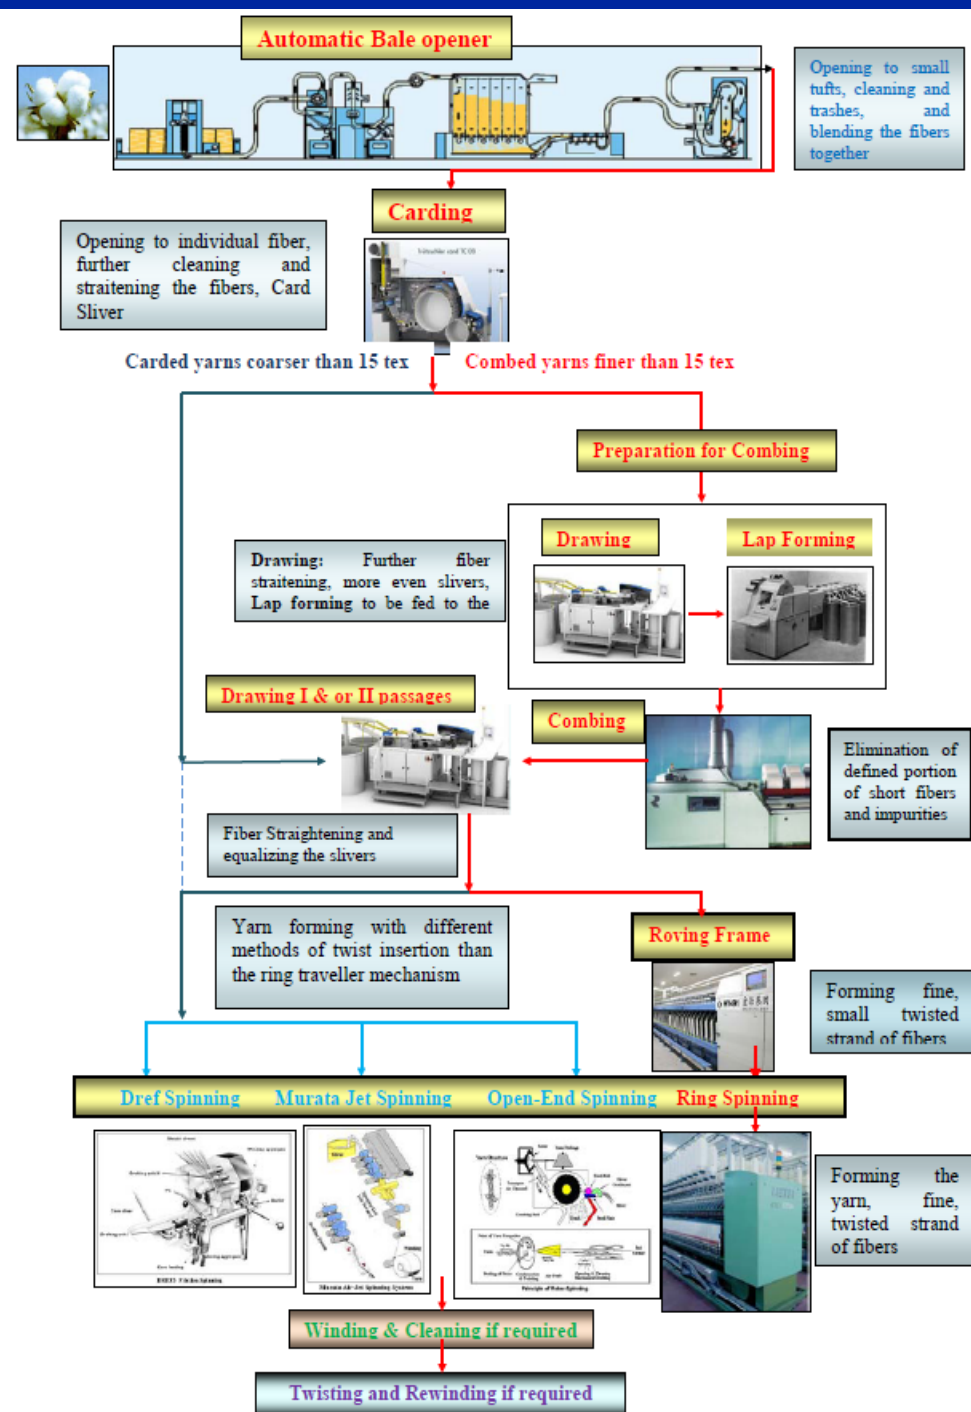 Automatic Bale opener
Opening to small
tufts, cleaning and
trashes, and
blending the fibers
together
Carding
Opening to individual fiber,
further cleaning and
straitening the fibers, Card
Sliver
Carded yarns coarser than 15 tex
Combed yarns finer than 15 tex
Preparation for Combing
Drawing
Lap Forming
Drawing: Further fiber
straitening, more even slivers,
Lap forming to be fed to the
Drawing I & or II passages
Combing
Elimination of
defined portion
of short fibers
and impurities
Fiber Straightening and
equalizing the slivers
Yarn forming with different
methods of twist insertion than
the ring traveller mechanism
Roving Frame
Forming fine,
small twisted
strand of fibers
Dref Spinning
Murata Jet Spinning
Open-End Spinning
Ring Spinning
Murata Air-Jet Spinning System
Forming the
yarn, fine,
twisted strand
of fibers
Winding & Cleaning if required
Twisting and Rewinding if required